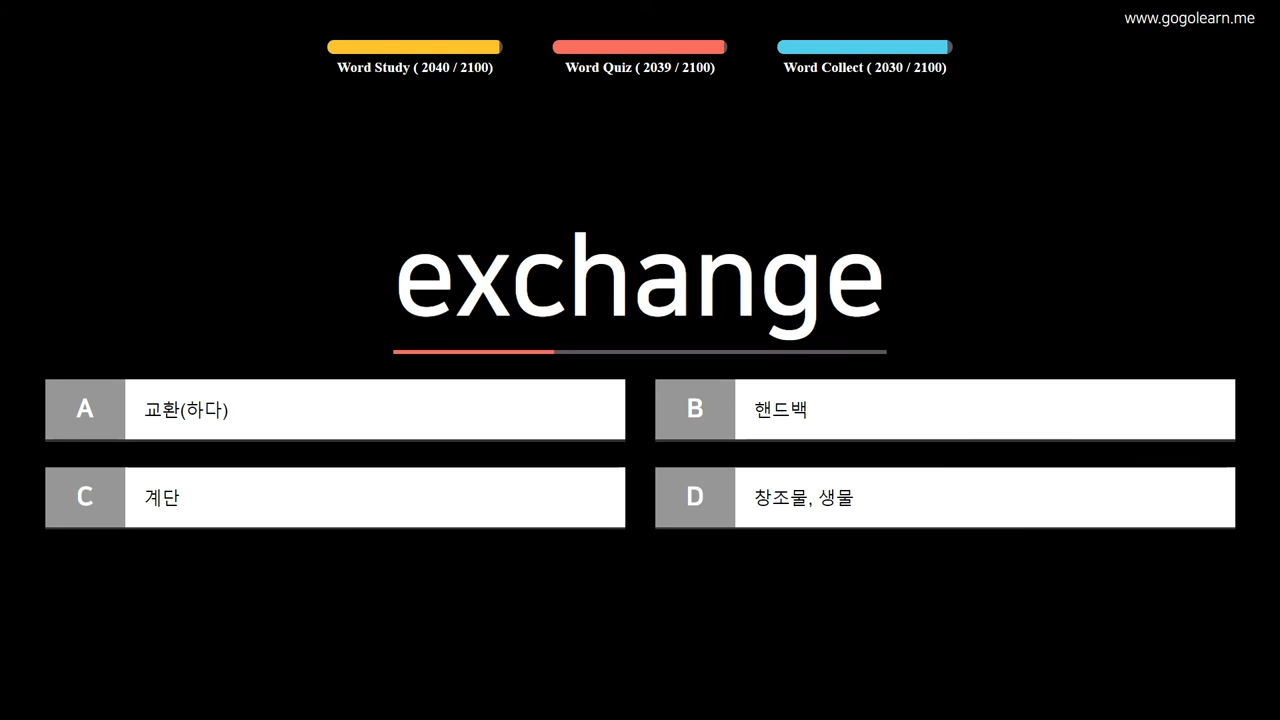 www.gogolearn.me
Word Study ( 2040 / 2100)
Word Quiz ( 2039 / 2100)
Word Collect ( 2030 / 2100)
exchange
A 교환(하다)
B 핸드백
C 계단
D 창조물, 생물